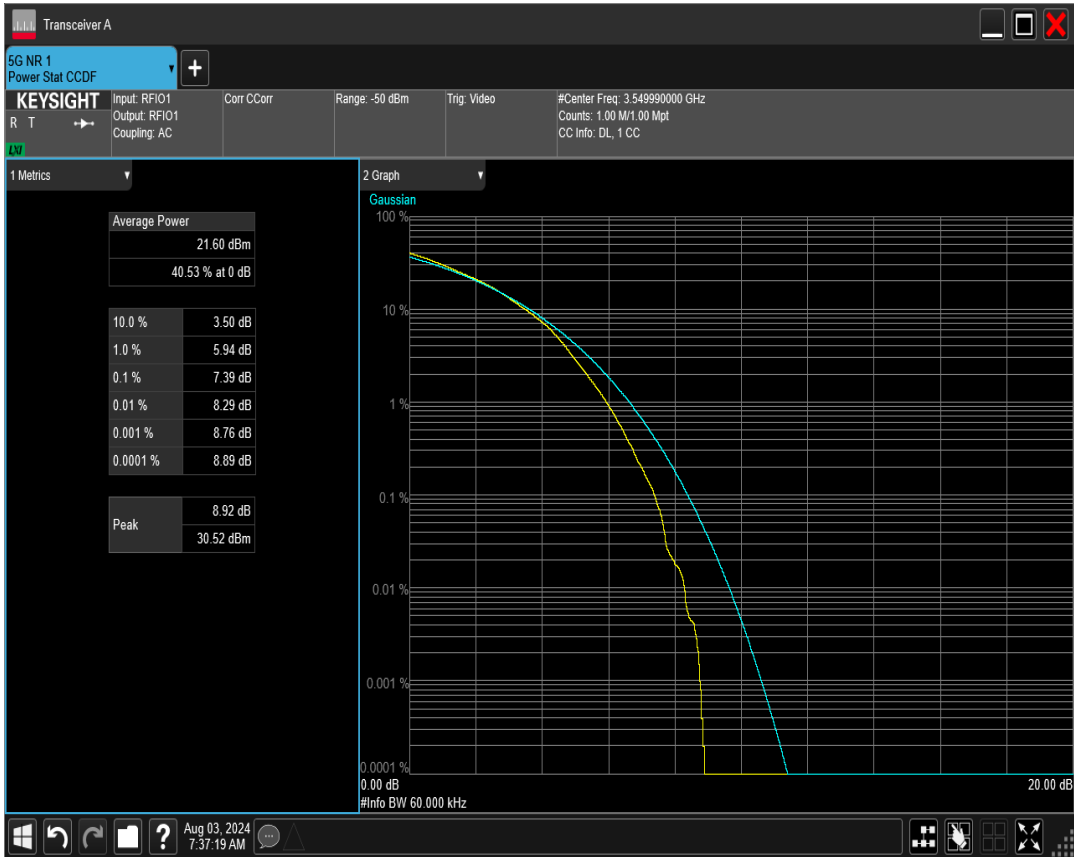 Transceiver A
5G NR 1
Power Stat CCDF
KEYSIGHT
R T
LXI
Input: RFIO1
Output: RFIO1
Coupling: AC
Corr CCorr
Range: -50 dBm
Trig: Video
#Center Freq: 3.549990000 GHz
Counts: 1.00 M/1.00 Mpt
CC Info: DL, 1 CC
1 Metrics
Average Power
21.60 dBm
40.53 % at 0 dB
10.0 % 3.50 dB
1.0 % 5.94 dB
0.1 % 7.39 dB
0.01 % 8.29 dB
0.001 % 8.76 dB
0.0001 % 8.89 dB
Peak
8.92 dB
30.52 dBm
2 Graph
Gaussian
100 %
10 %
1 %
0.1 %
0.01 %
0.001 %
0.0001 %
0.00 dB 20.00 dB
#Info BW 60.000 kHz
?
Aug 03, 2024
7:37:19 AM